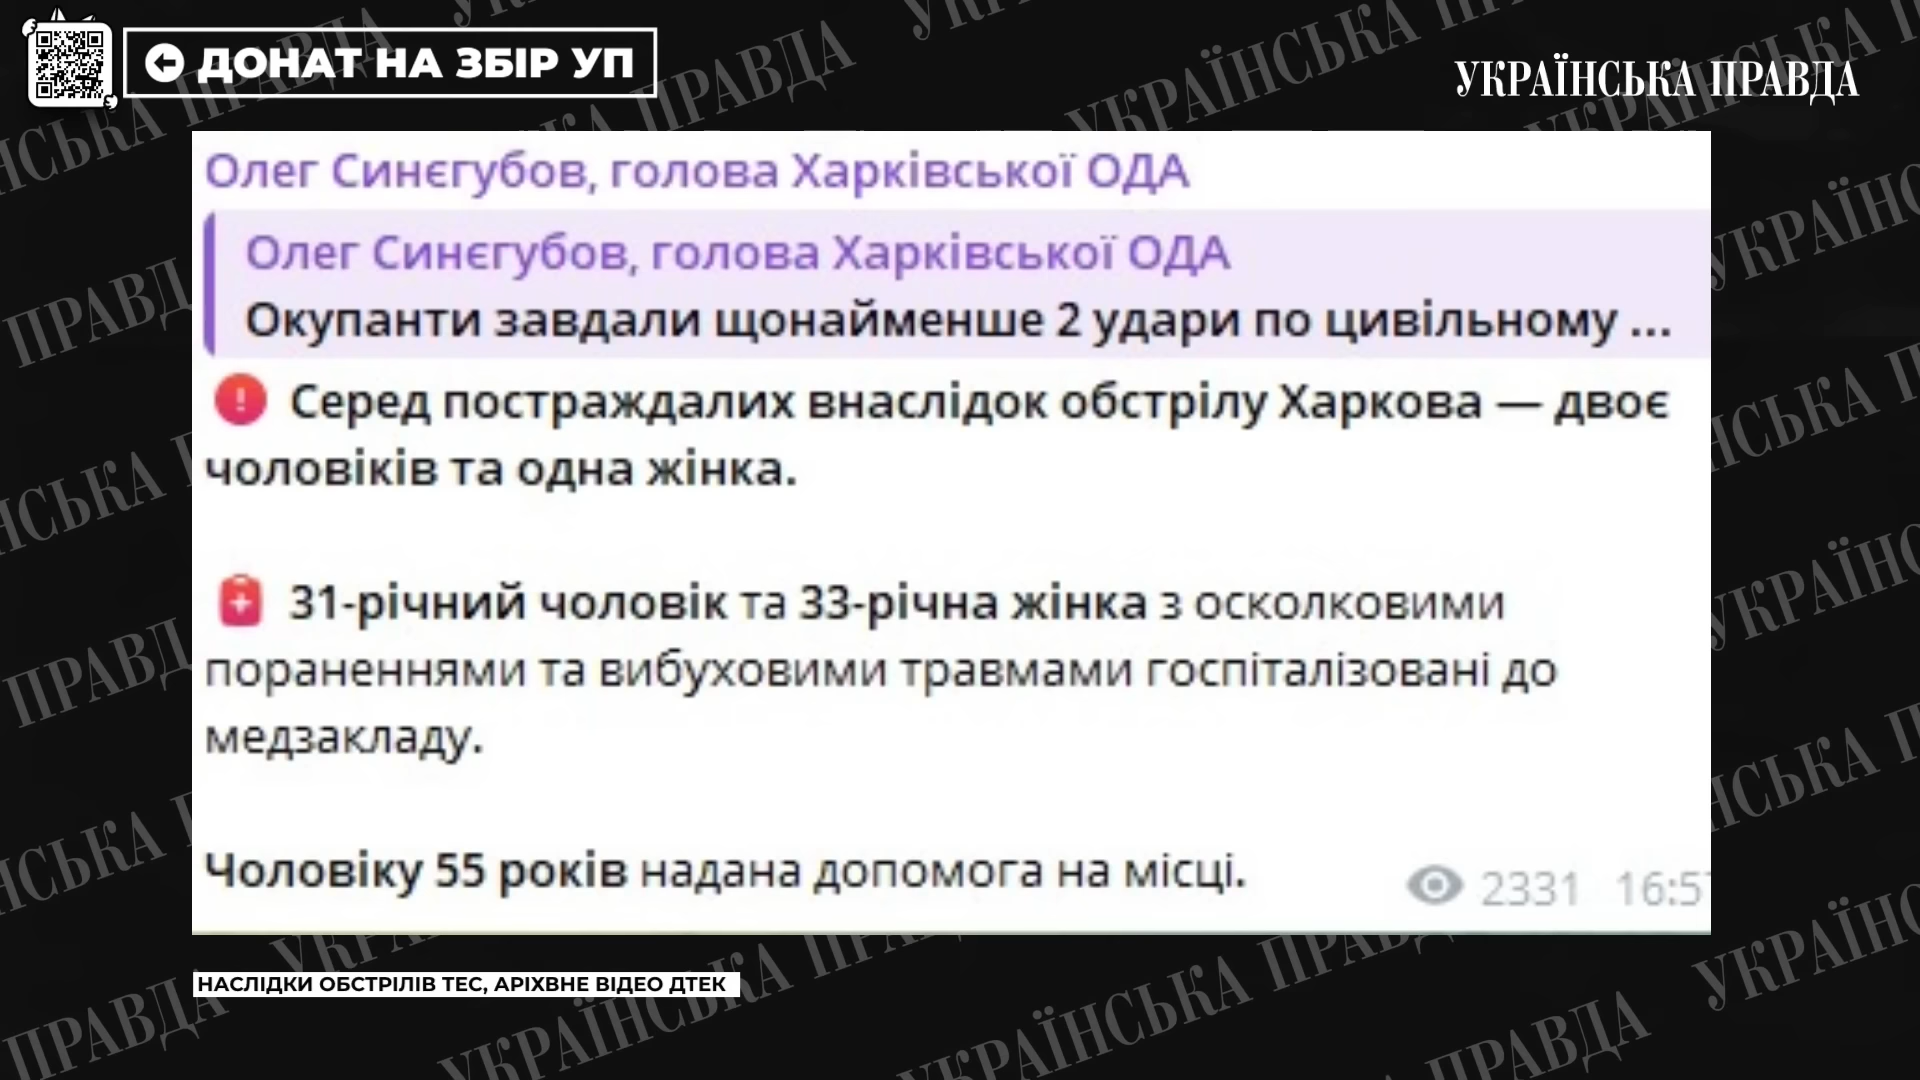 ДОНАТ НА ЗБІР УП
УКРАЇНСЬКА ПРАВДА
Олег Синєгубов, голова Харківської ОДА
Олег Синєгубов, голова Харківської ОДА
Окупанти завдали щонайменше 2 удари по цивільному ...
Серед постраждалих внаслідок обстрілу Харкова — двоє
чоловіків та одна жінка.
31-річний чоловік та 33-річна жінка з осколковими
пораненнями та вибуховими травмами госпіталізовані до
медзакладу.
Чоловіку 55 років надана допомога на місці.
2331 16:57
НАСЛІДКИ ОБСТРІЛІВ ТЕС, АРІХВНЕ ВІДЕО ДТЕК